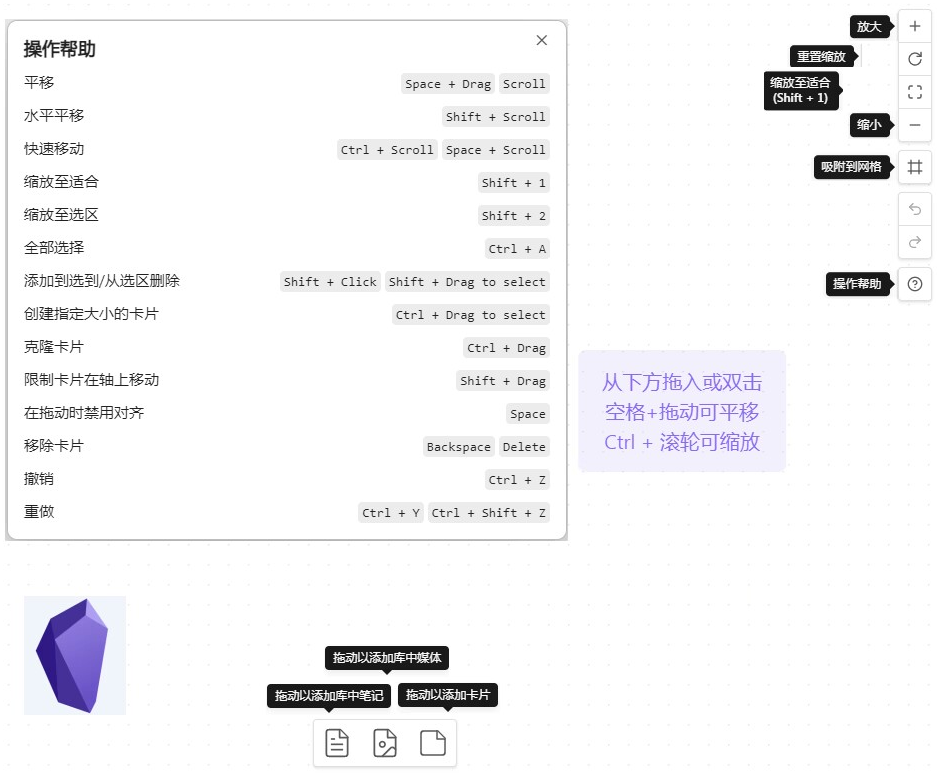 操作帮助
平移 Space + Drag Scroll
水平平移 Shift + Scroll
快速移动 Ctrl + Scroll Space + Scroll
缩放至适合 Shift + 1
缩放至选区 Shift + 2
全部选择 Ctrl + A
添加到选到/从选区删除 Shift + Click Shift + Drag to select
创建指定大小的卡片 Ctrl + Drag to select
克隆卡片 Ctrl + Drag
限制卡片在轴上移动 Shift + Drag
在拖动时禁用对齐 Space
移除卡片 Backspace Delete
撤销 Ctrl + Z
重做 Ctrl + Y Ctrl + Shift + Z
放大
重置缩放
缩放至适合
(Shift + 1)
缩小
吸附到网格
操作帮助
从下方拖入或双击
空格+拖动可平移
Ctrl + 滚轮可缩放
拖动以添加库中媒体
拖动以添加库中笔记
拖动以添加卡片